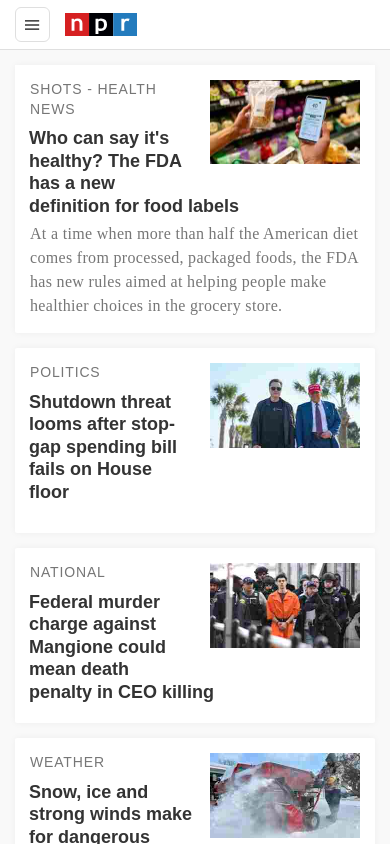 npr
SHOTS - HEALTH
NEWS
Who can say it's
healthy? The FDA
has a new
definition for food labels
At a time when more than half the American diet
comes from processed, packaged foods, the FDA
has new rules aimed at helping people make
healthier choices in the grocery store.
POLITICS
Shutdown threat
looms after stop-
gap spending bill
fails on House
floor
NATIONAL
Federal murder
charge against
Mangione could
mean death
penalty in CEO killing
WEATHER
Snow, ice and
strong winds make
for dangerous